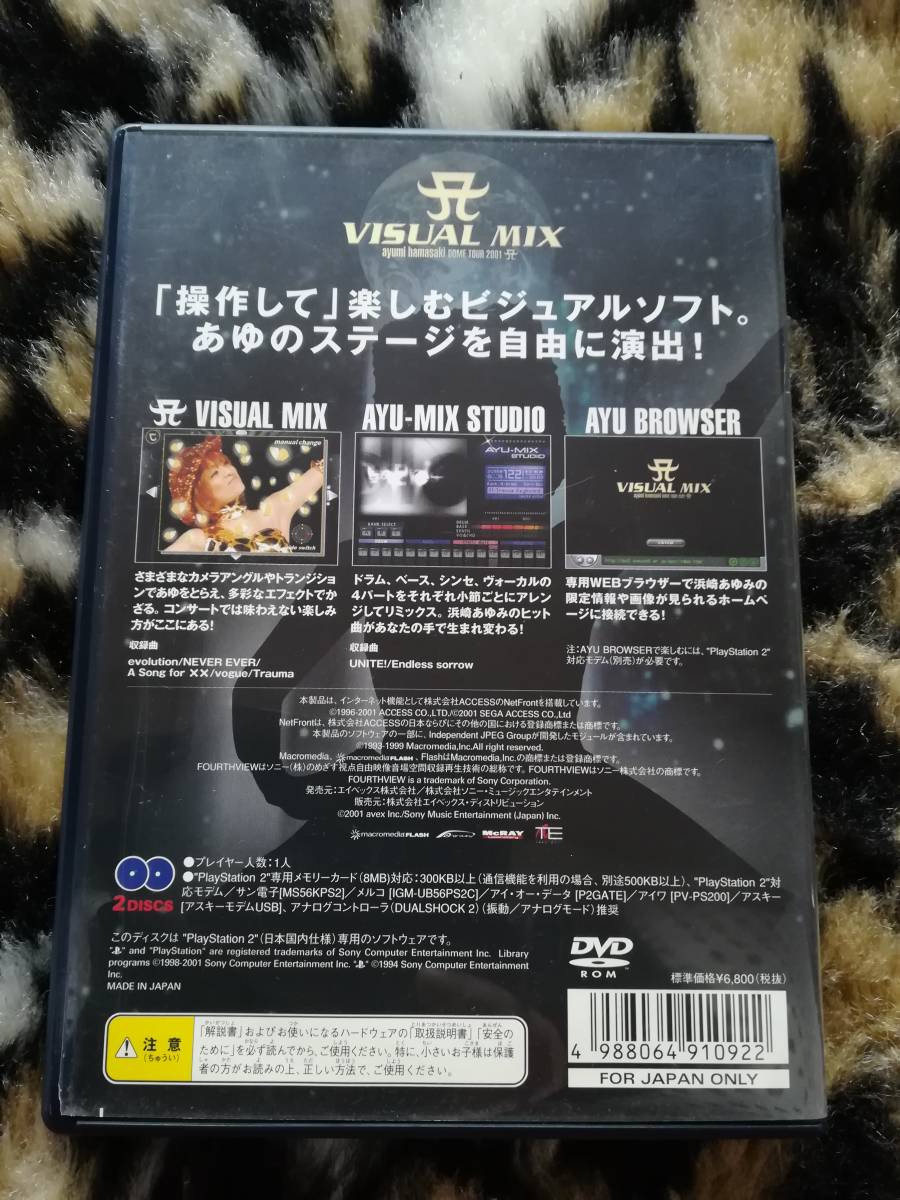 VISUAL MIX
ayumi hamasaki DOME TOUR 2001 A
「操作して」楽しむビジュアルソフト。
あゆのステージを自由に演出!
VISUAL MIX
manual change
さまざまなカメラアングルやトランジショ
ンであゆをとらえ、多彩なエフェクトでか
ざる。コンサートでは味わえない楽しみ
方がここにある!
収録曲
evolution/NEVER EVER/
A Song for ××/vogue/Trauma
AYU-MIX STUDIO
AYU-MIX
STUDIO
122
BANK SELECT
DRUM
BASS
SYNTH
ドラム、ベース、シンセ、ヴォーカルの
4パートをそれぞれ小節ごとにアレン
ジしてリミックス。浜崎あゆみのヒット
曲があなたの手で生まれ変わる!
収録曲
UNITE!/Endless sorrow
AYU BROWSER
VISUAL MIX
専用WEBブラウザーで浜崎あゆみの
限定情報や画像が見られるホームペ
ージに接続できる!
注:AYU BROWSERで楽しむには、"PlayStation 2"
対応モデム(別売)が必要です。
本製品は、インターネット機能として株式会社ACCESSのNetFrontを搭載しています。
©1996-2001 ACCESS CO.,LTD./©2001 SEGA ACCESS CO.,Ltd
NetFrontは、株式会社ACCESSの日本ならびにその他の国における登録商標または商標です。
本製品のソフトウェアの一部に、Independent JPEG Groupが開発したモジュールが含まれています。
©1993-1999 Macromedia,Inc.All right reserved.
Macromedia、macromedia FLASH、FlashはMacromedia,Inc.の商標または登録商標です。
FOURTHVIEWはソニー(株)のめざす視点自由映像音場空間収録再生技術の総称です。FOURTHVIEWはソニー株式会社の商標です。
FOURTHVIEW is a trademark of Sony Corporation.
発売元:エイベックス株式会社/株式会社ソニー・ミュージックエンタテインメント
販売元:株式会社エイベックス・ディストリビューション
©2001 avex Inc./Sony Music Entertainment (Japan) Inc.
macromedia FLASH McRAY
2 DISCS
●プレイヤー人数:1人
●"PlayStation 2"専用メモリーカード(8MB)対応:300KB以上(通信機能を利用の場合、別途500KB以上)、"PlayStation 2"対
応モデム/サン電子[MS56KPS2]/メルコ[IGM-UB56PS2C]/アイ・オー・データ[P2GATE]/アイワ[PV-PS200]/アスキー
[アスキーモデムUSB]、アナログコントローラ(DUALSHOCK 2)(振動/アナログモード)推奨
このディスクは"PlayStation 2"(日本国内仕様)専用のソフトウェアです。
" " and "PlayStation" are registered trademarks of Sony Computer Entertainment Inc. Library
programs ©1998-2001 Sony Computer Entertainment Inc. " " ©1994 Sony Computer Entertainment
Inc.
MADE IN JAPAN
DVD
ROM
標準価格¥6,800(税抜)
注意
(ちゅうい)
「解説書」およびお使いになるハードウェアの「取扱説明書」「安全の
ために」を必ず読んでから、ご使用ください。特に、小さいお子様は保護
者の方がお読みの上、正しい方法で、ご使用ください。
4 988064 910922
FOR JAPAN ONLY